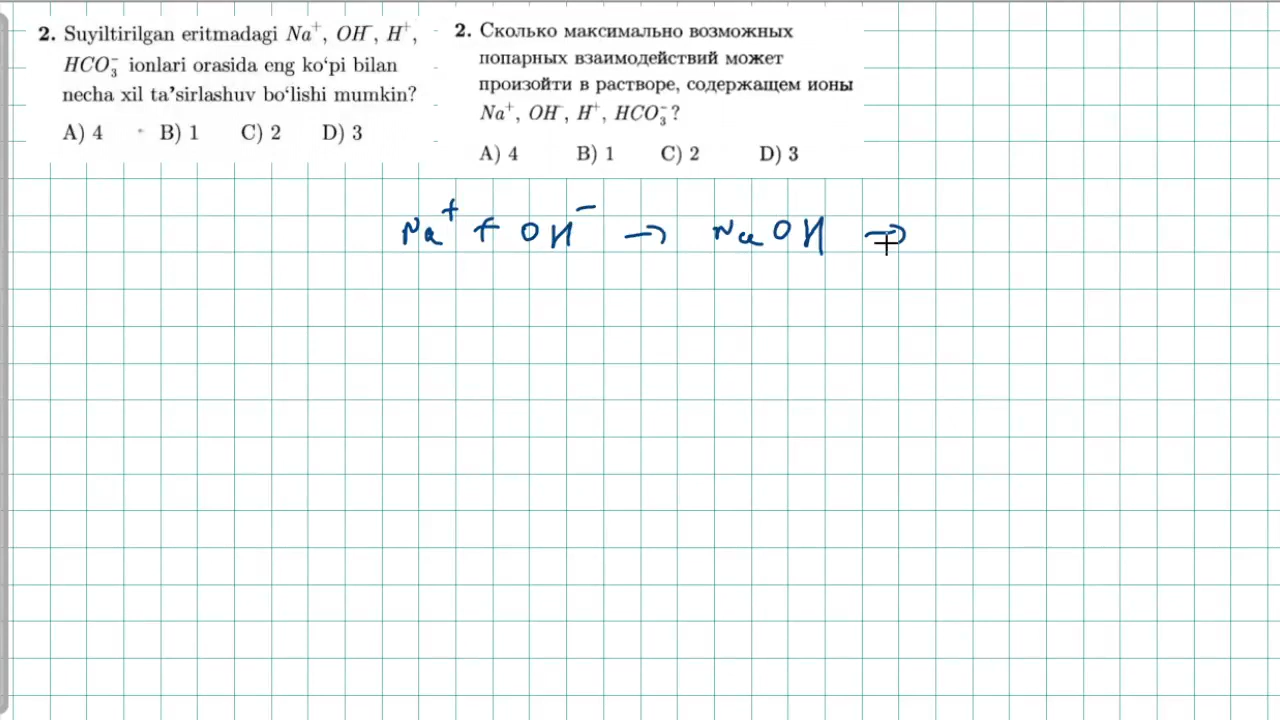 2. Suyiltirilgan eritmadagi Na⁺, OH⁻, H⁺,
HCO₃⁻ ionlari orasida eng ko‘pi bilan
necha xil ta’sirlashuv bo‘lishi mumkin?
A) 4 B) 1 C) 2 D) 3
2. Сколько максимально возможных
попарных взаимодействий может
произойти в растворе, содержащем ионы
Na⁺, OH⁻, H⁺, HCO₃⁻?
A) 4 B) 1 C) 2 D) 3
Na⁺ + OH⁻ → NaOH →